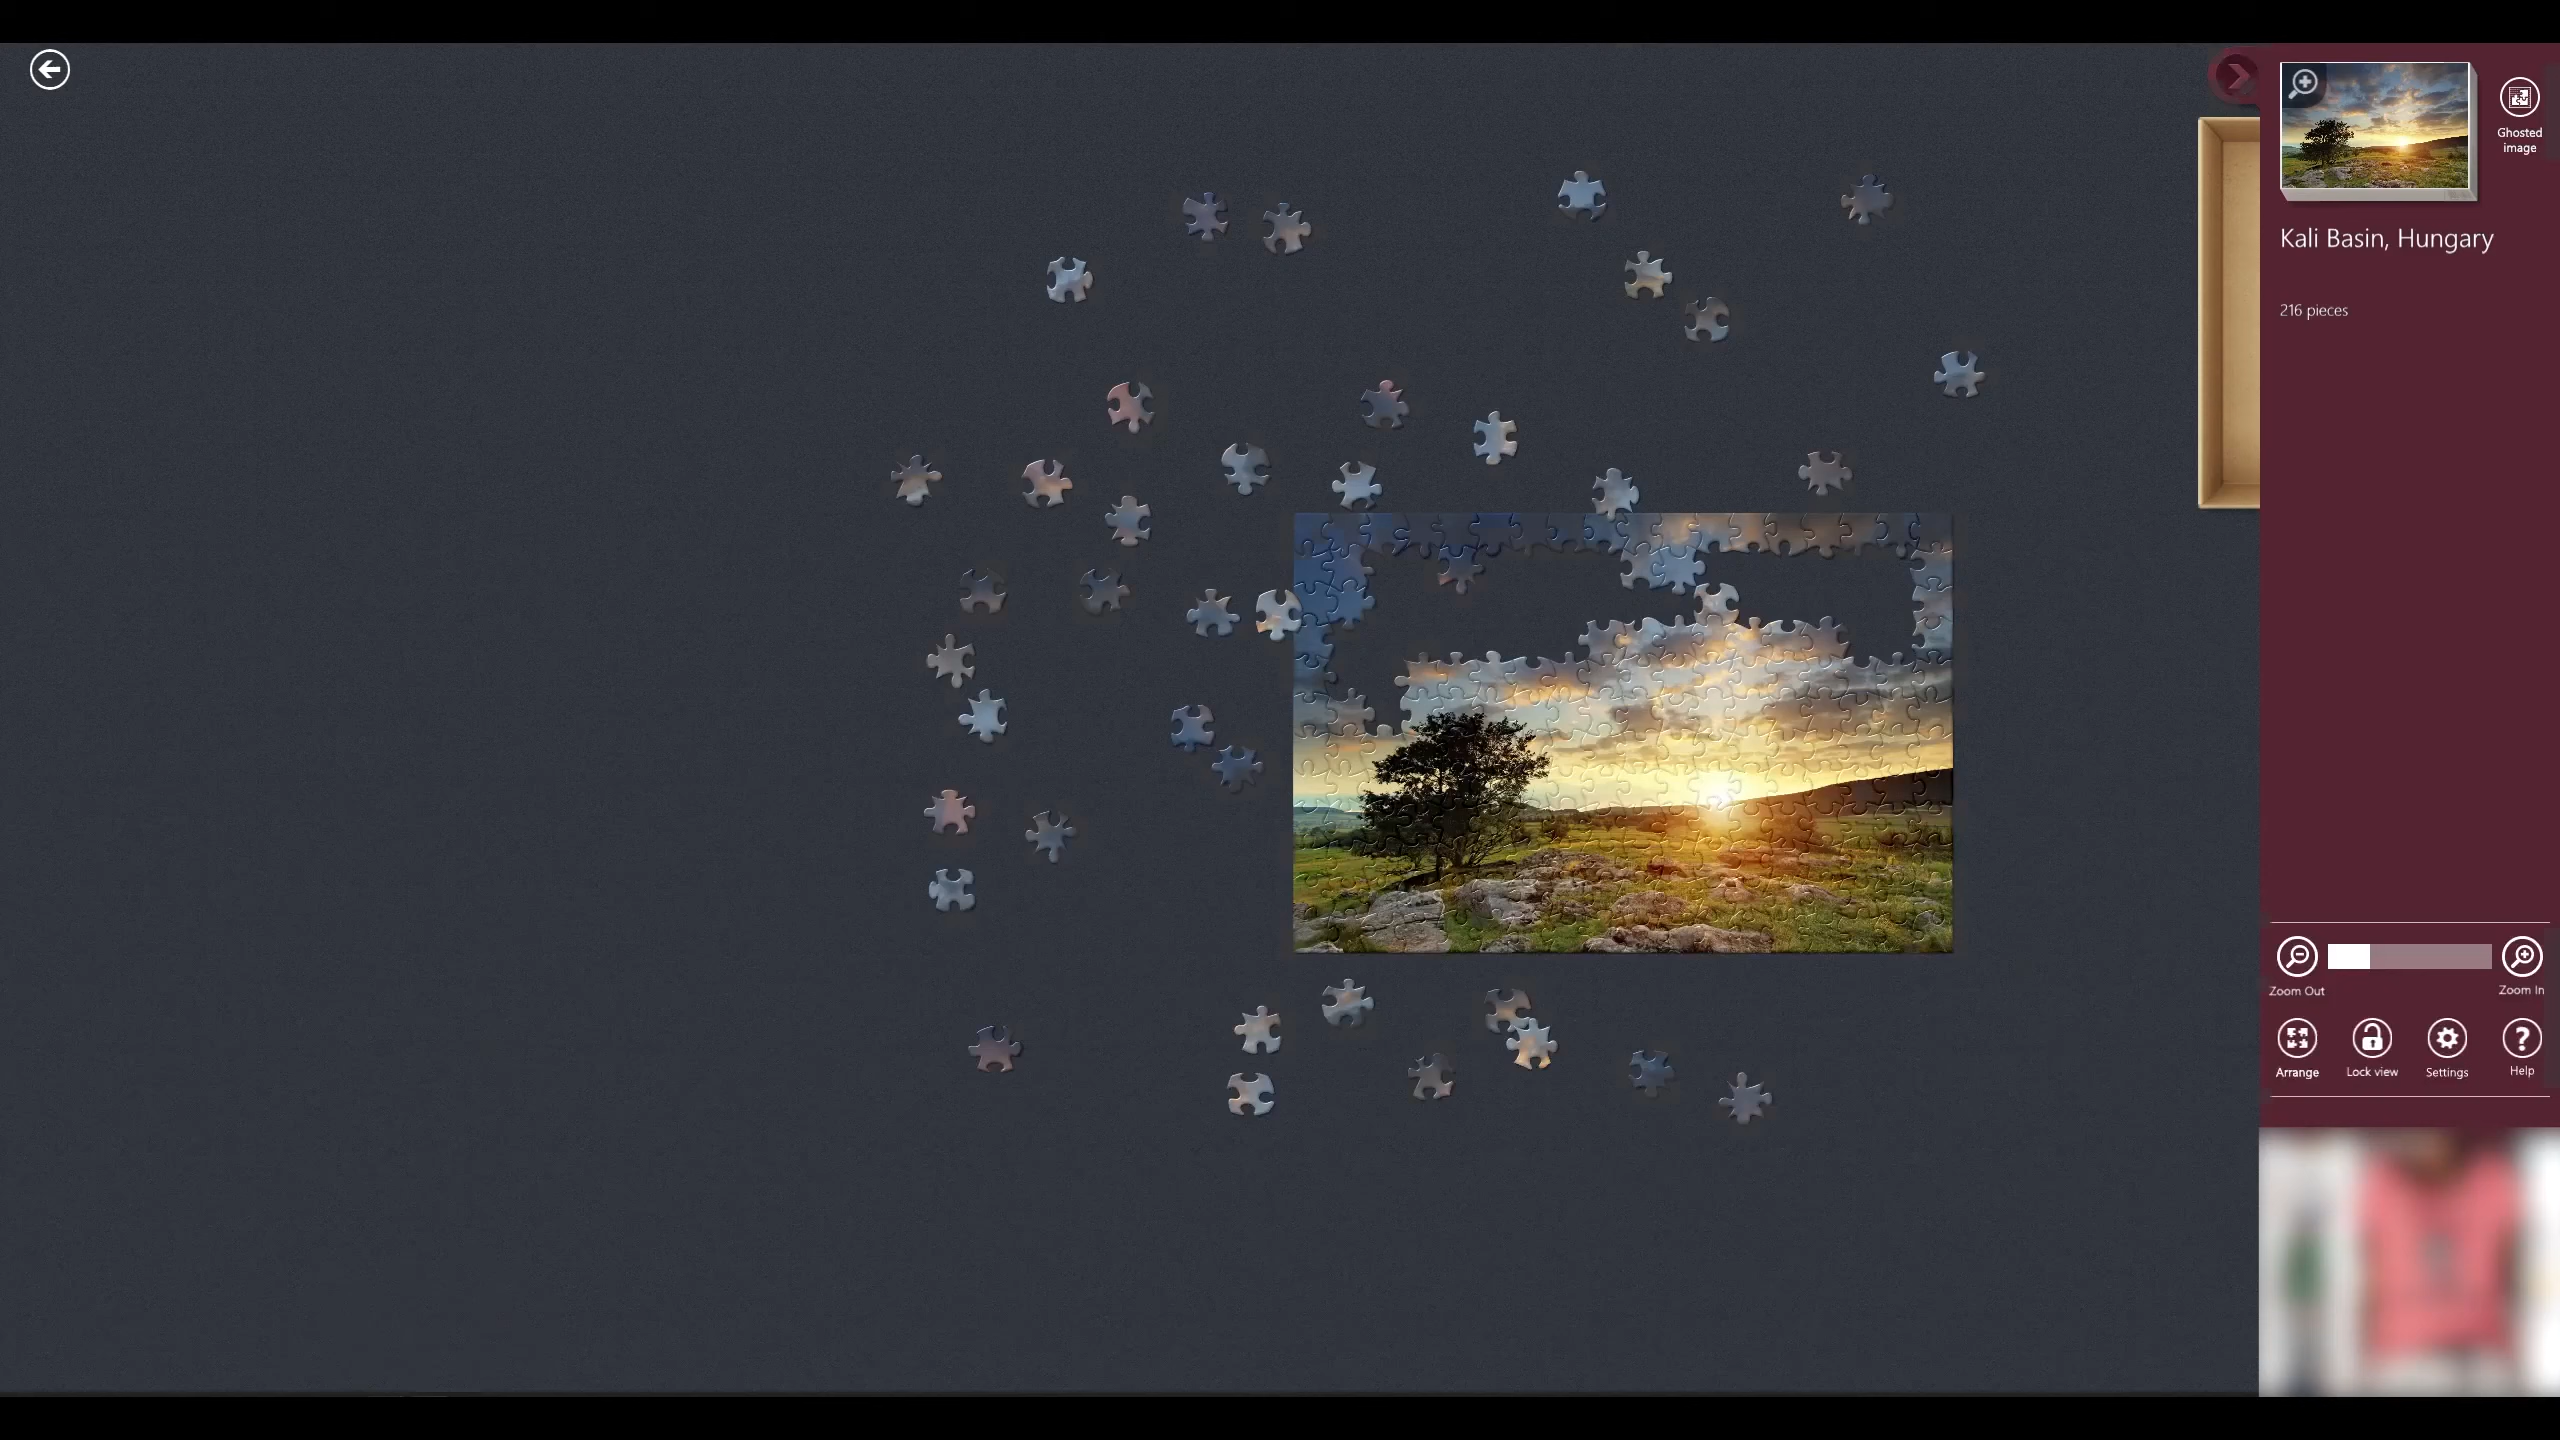 Ghosted
image
Kali Basin, Hungary
216 pieces
Zoom Out
Zoom In
Arrange
Lock view
Settings
Help